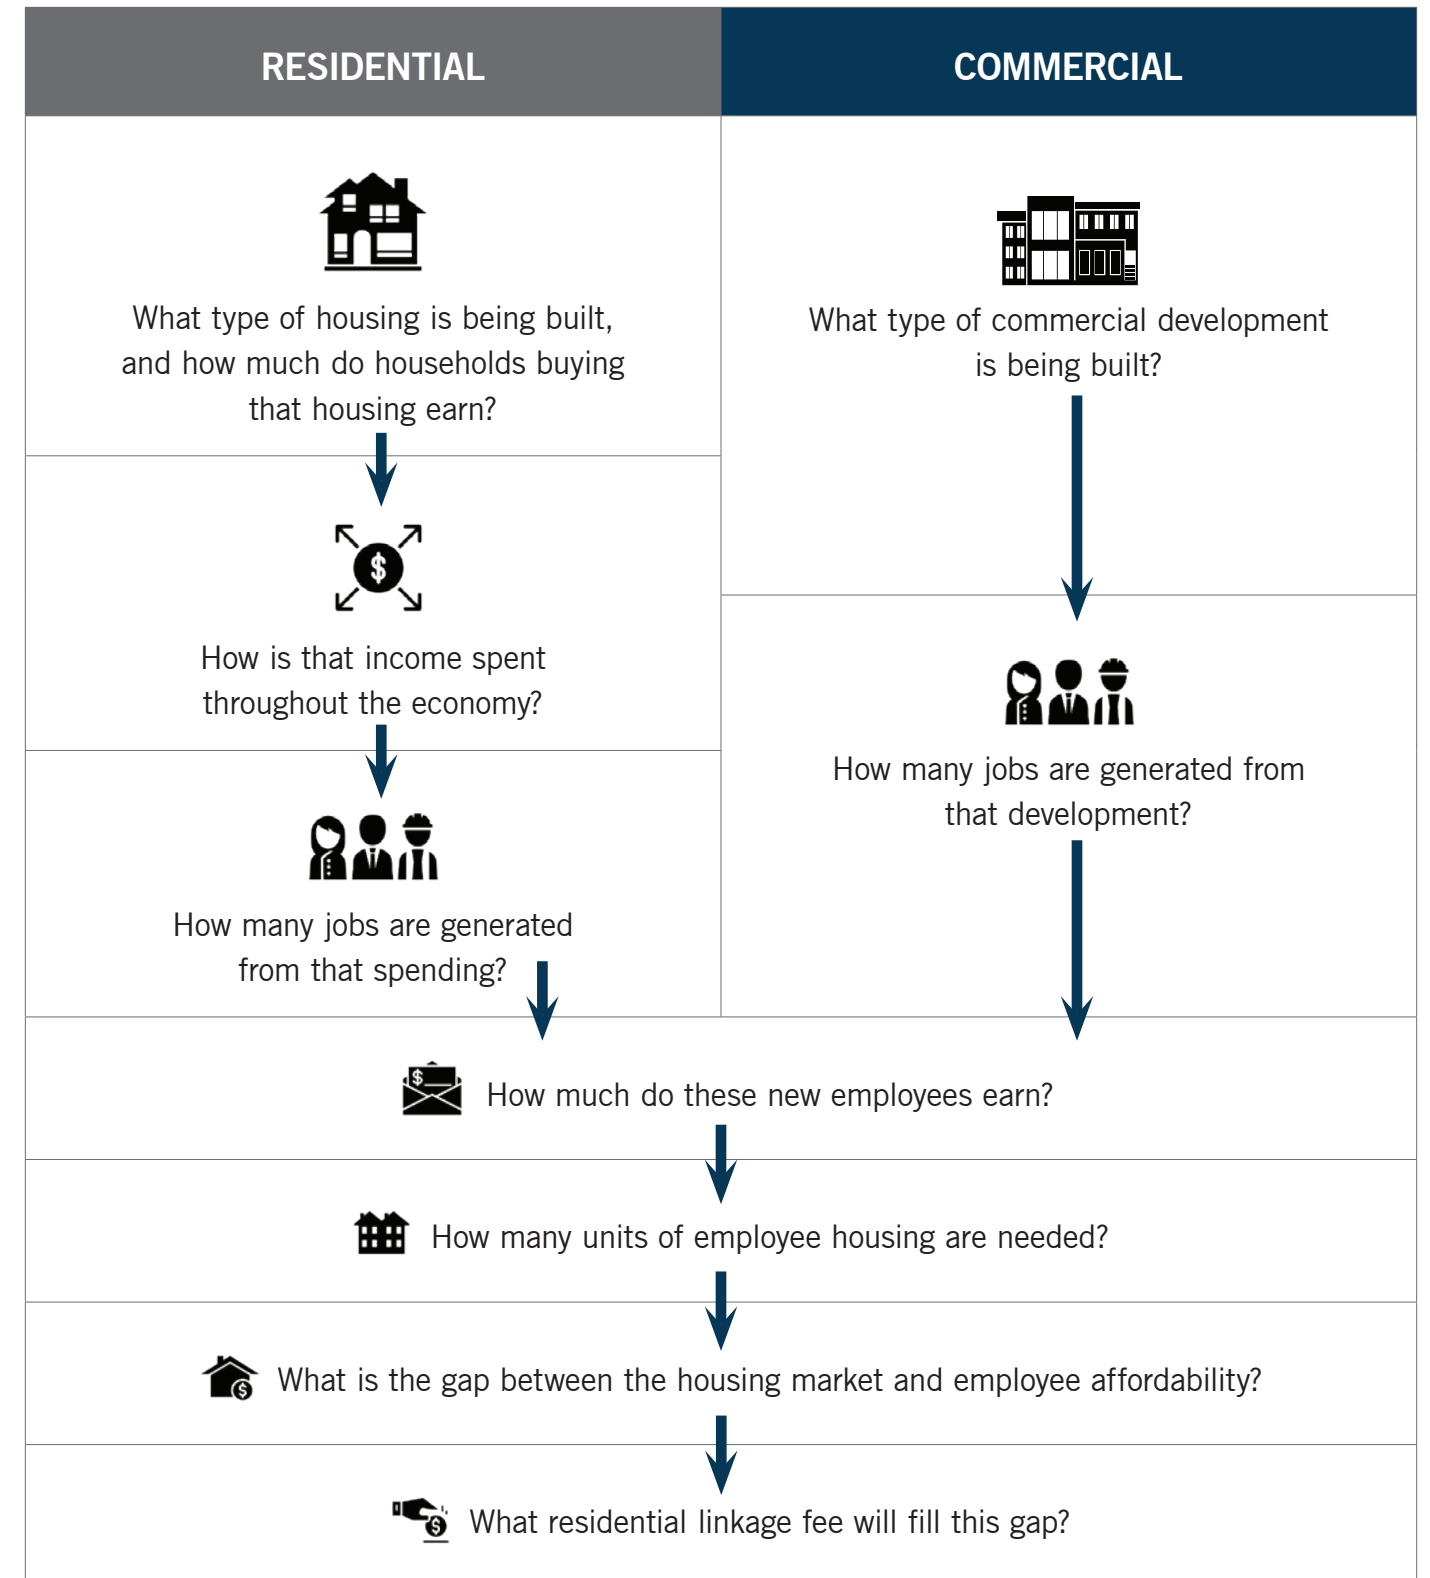 RESIDENTIAL
COMMERCIAL
What type of housing is being built,
and how much do households buying
that housing earn?
What type of commercial development
is being built?
$
How is that income spent
throughout the economy?
How many jobs are generated from
that development?
How many jobs are generated
from that spending?
$
How much do these new employees earn?
How many units of employee housing are needed?
$
What is the gap between the housing market and employee affordability?
$
What residential linkage fee will fill this gap?